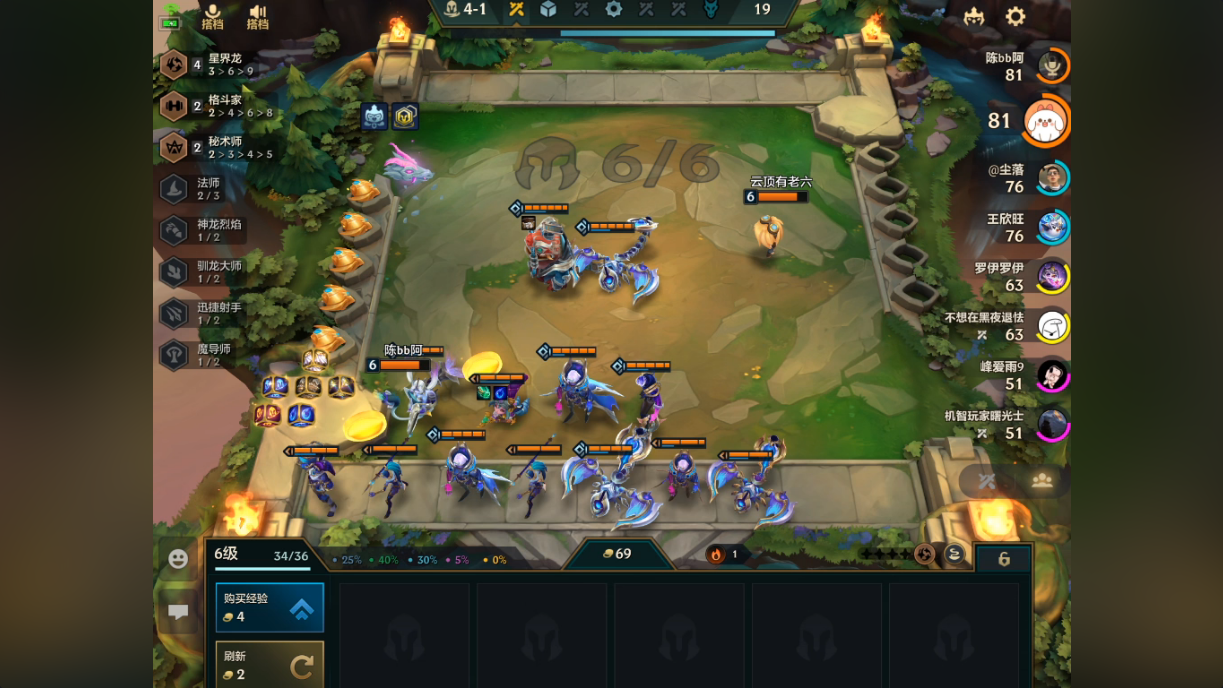 搭档
搭档
4-1
19
4
星界龙
3 > 6 > 9
2
格斗家
2 > 4 > 6 > 8
2
秘术师
2 > 3 > 4 > 5
法师
2 / 3
神龙烈焰
1 / 2
驯龙大师
1 / 2
迅捷射手
1 / 2
魔导师
1 / 2
6/6
云顶有老六
6
陈bb阿
6
陈bb阿
81
81
@尘落
76
王欣旺
76
罗伊罗伊
63
不想在黑夜退怯
63
峰爱雨9
51
机智玩家曙光士
51
6级
34/36
25%
40%
30%
5%
0%
69
1
6
购买经验
4
刷新
2